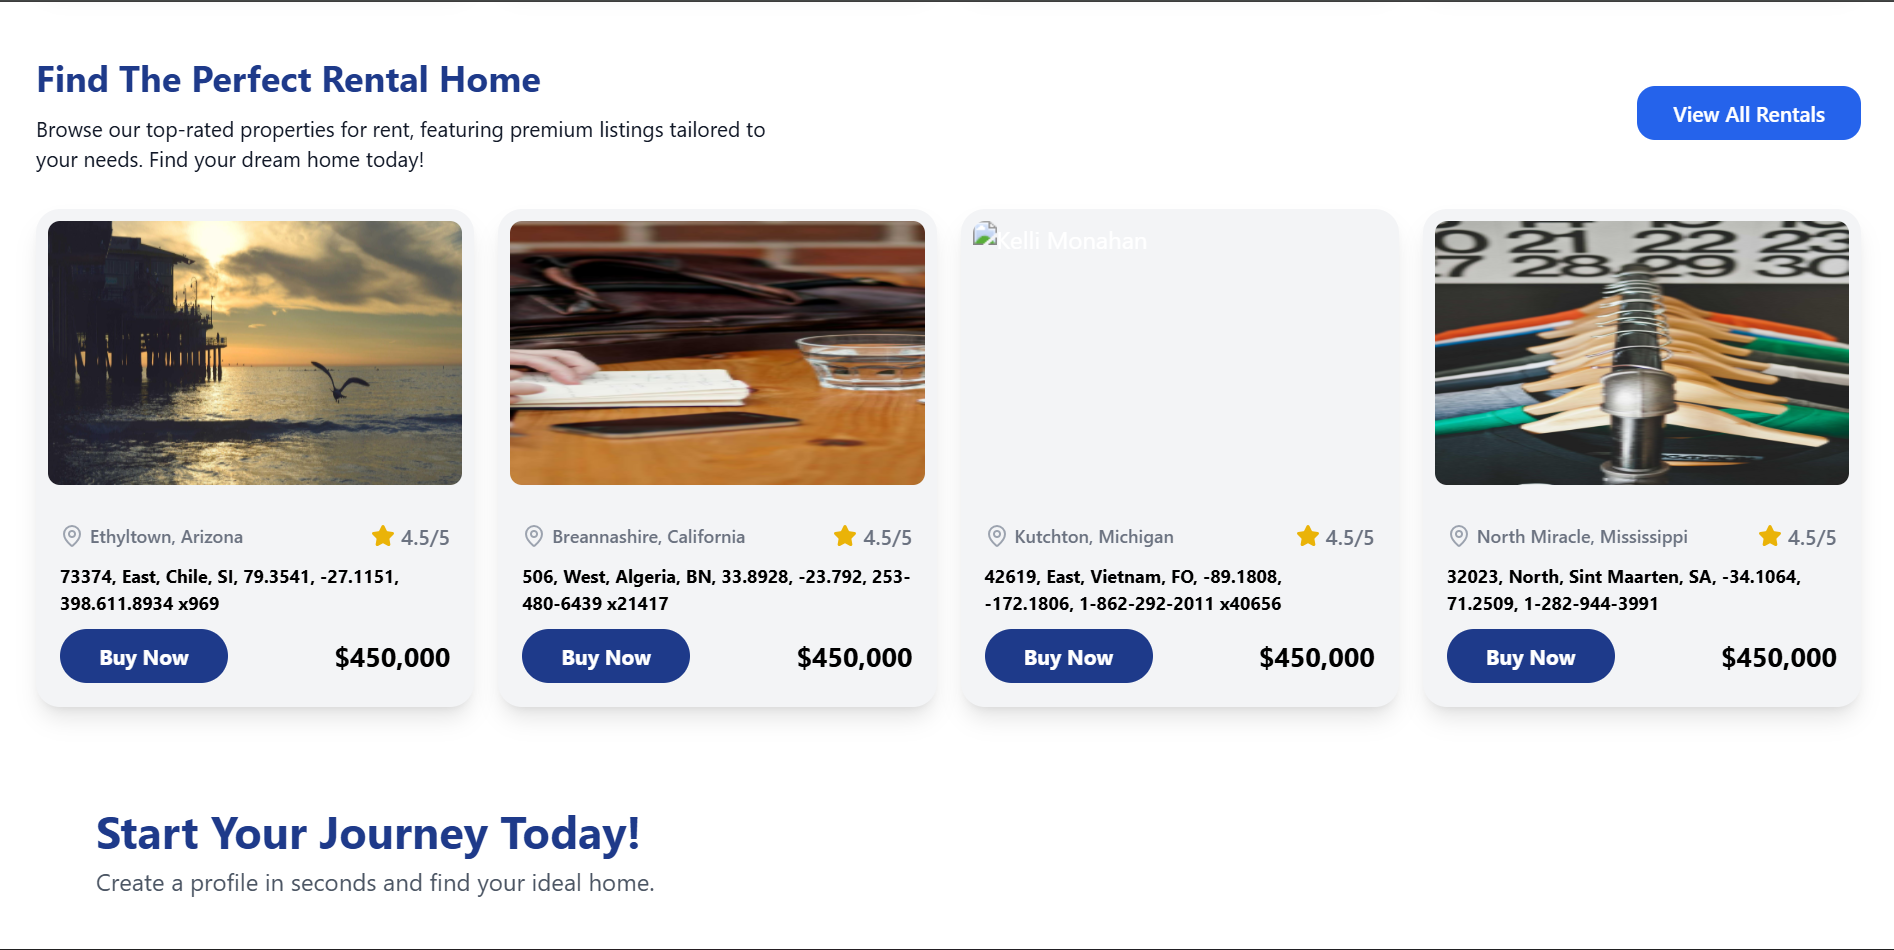 Find The Perfect Rental Home
Browse our top-rated properties for rent, featuring premium listings tailored to
your needs. Find your dream home today!
View All Rentals
Ethyltown, Arizona
4.5/5
73374, East, Chile, SI, 79.3541, -27.1151,
398.611.8934 x969
Buy Now
$450,000
Breannashire, California
4.5/5
506, West, Algeria, BN, 33.8928, -23.792, 253-
480-6439 x21417
Buy Now
$450,000
Kelli Monahan
Kutchton, Michigan
4.5/5
42619, East, Vietnam, FO, -89.1808,
-172.1806, 1-862-292-2011 x40656
Buy Now
$450,000
21 22 23
28 29 30
North Miracle, Mississippi
4.5/5
32023, North, Sint Maarten, SA, -34.1064,
71.2509, 1-282-944-3991
Buy Now
$450,000
Start Your Journey Today!
Create a profile in seconds and find your ideal home.